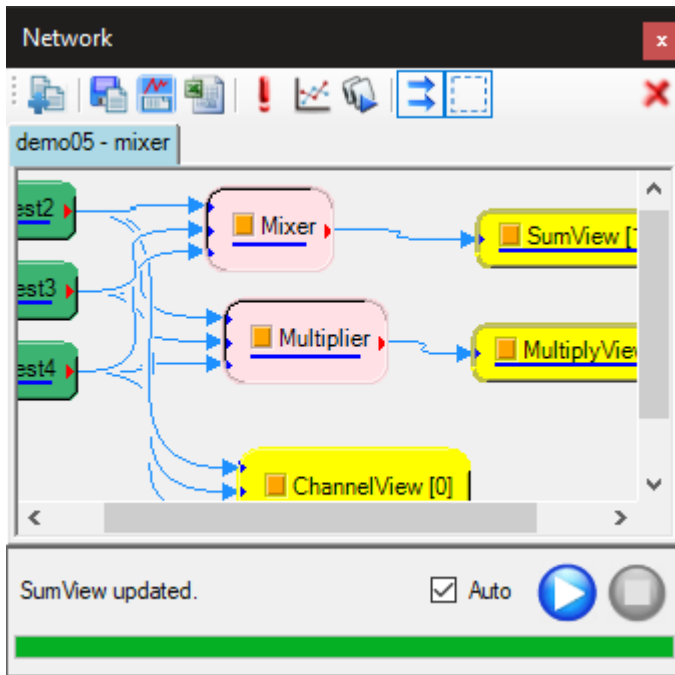 Network
demo05 - mixer
est2
Mixer
SumView [
est3
Multiplier
est4
MultiplyView
ChannelView [0]
SumView updated.
Auto